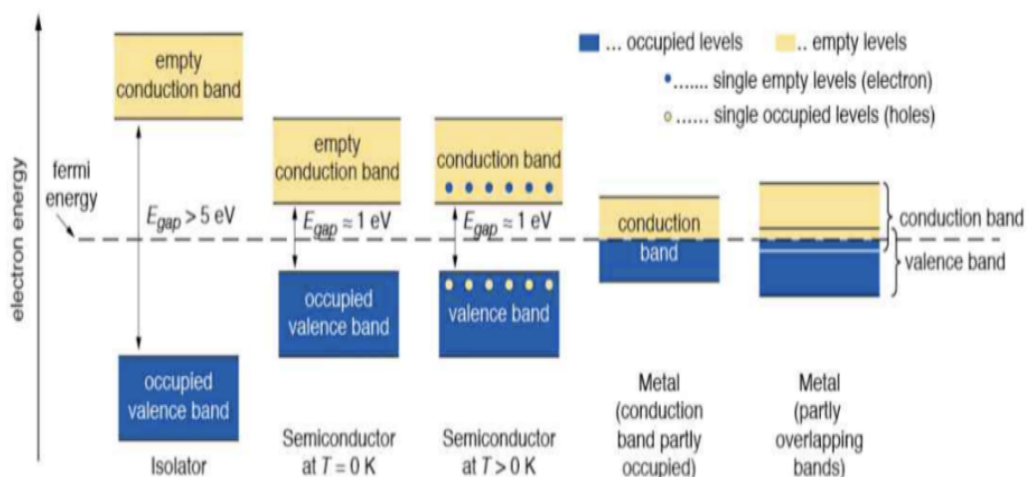 electron energy
fermi
energy
empty
conduction band
E_gap > 5 eV
occupied
valence band
Isolator
empty
conduction band
E_gap ≈ 1 eV
occupied
valence band
Semiconductor
at T = 0 K
conduction band
E_gap ≈ 1 eV
valence band
Semiconductor
at T > 0 K
... occupied levels
.. empty levels
....... single empty levels (electron)
...... single occupied levels (holes)
conduction
band
Metal
(conduction
band partly
occupied)
conduction band
valence band
Metal
(partly
overlapping
bands)